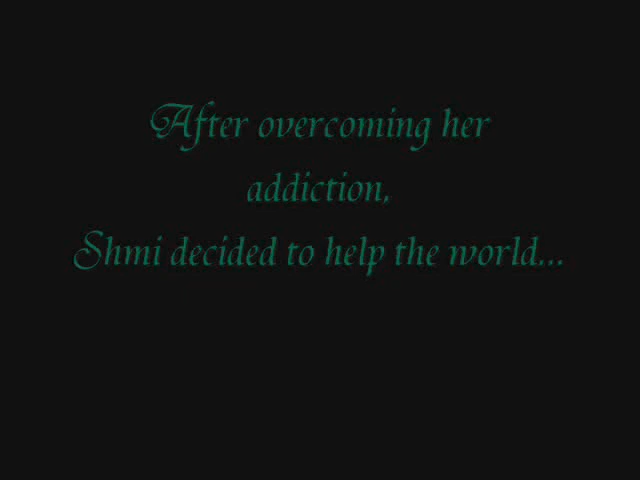 After overcoming her
addiction,
Shmi decided to help the world...